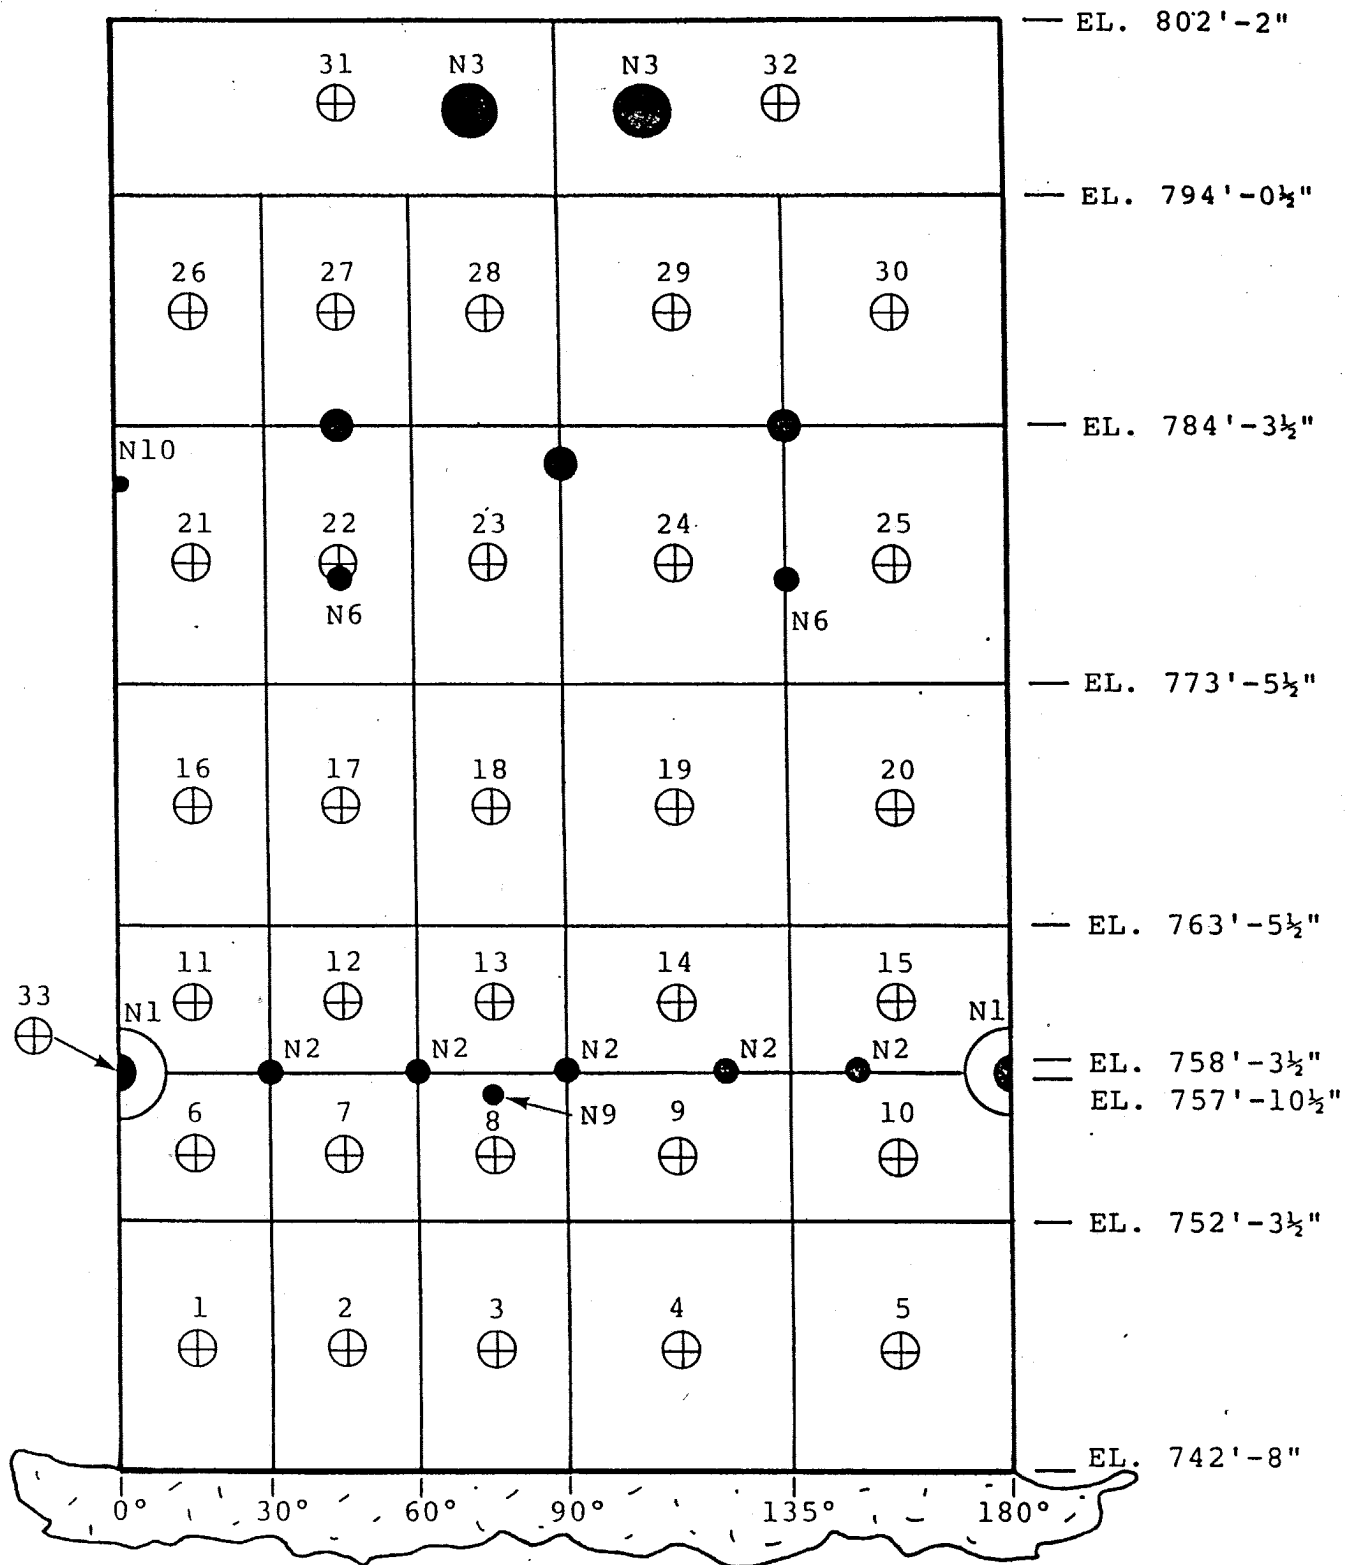 EL. 802'-2"
31 N3 N3 32
EL. 794'-0½"
26 27 28 29 30
EL. 784'-3½"
N10
21 22 23 24 25
N6 N6
EL. 773'-5½"
16 17 18 19 20
EL. 763'-5½"
11 12 13 14 15
33
N1 N1
N2 N2 N2 N2 N2
EL. 758'-3½"
EL. 757'-10½"
N9
6 7 8 9 10
EL. 752'-3½"
1 2 3 4 5
EL. 742'-8"
0° 30° 60° 90° 135° 180°